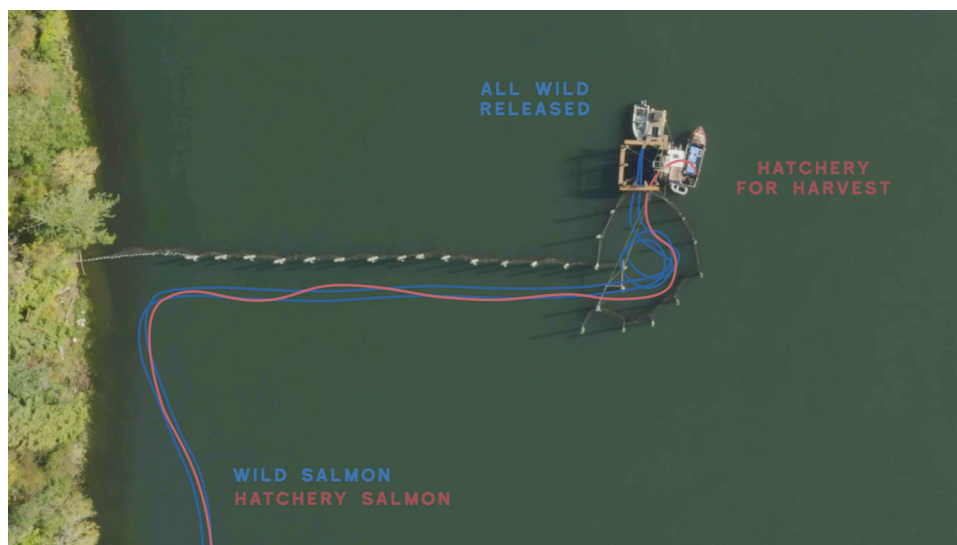 ALL WILD
RELEASED
HATCHERY
FOR HARVEST
WILD SALMON
HATCHERY SALMON